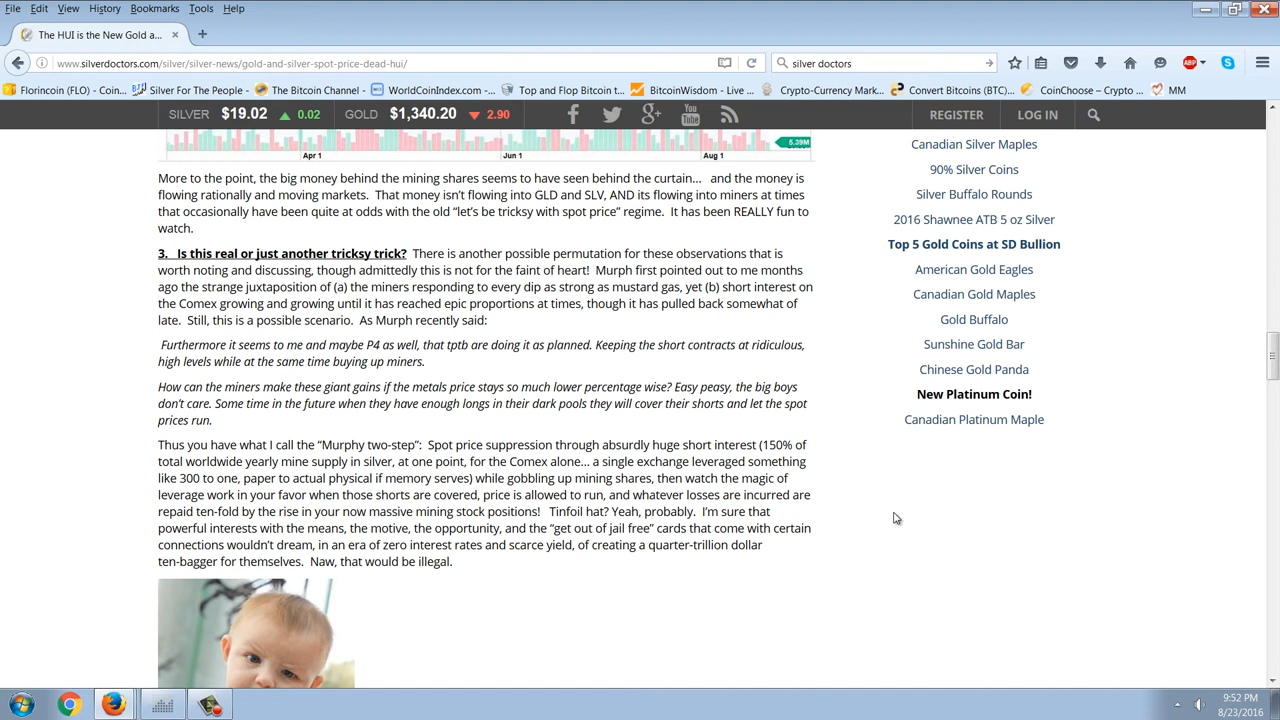 File Edit View History Bookmarks Tools Help
The HUI is the New Gold a...
www.silverdoctors.com/silver/silver-news/gold-and-silver-spot-price-dead-hui/
silver doctors
Florincoin (FLO) - Coin...
Silver For The People - ...
The Bitcoin Channel - ...
WorldCoinIndex.com -...
Top and Flop Bitcoin t...
BitcoinWisdom - Live ...
Crypto-Currency Mark...
Convert Bitcoins (BTC)...
CoinChoose – Crypto ...
MM
SILVER $19.02 0.02 GOLD $1,340.20 2.90
REGISTER LOG IN
5.39M
Apr 1 Jun 1 Aug 1
More to the point, the big money behind the mining shares seems to have seen behind the curtain… and the money is
flowing rationally and moving markets. That money isn't flowing into GLD and SLV, AND its flowing into miners at times
that occasionally have been quite at odds with the old "let's be tricksy with spot price" regime. It has been REALLY fun to
watch.
3. Is this real or just another tricksy trick? There is another possible permutation for these observations that is
worth noting and discussing, though admittedly this is not for the faint of heart! Murph first pointed out to me months
ago the strange juxtaposition of (a) the miners responding to every dip as strong as mustard gas, yet (b) short interest on
the Comex growing and growing until it has reached epic proportions at times, though it has pulled back somewhat of
late. Still, this is a possible scenario. As Murph recently said:
Furthermore it seems to me and maybe P4 as well, that tptb are doing it as planned. Keeping the short contracts at ridiculous,
high levels while at the same time buying up miners.
How can the miners make these giant gains if the metals price stays so much lower percentage wise? Easy peasy, the big boys
don't care. Some time in the future when they have enough longs in their dark pools they will cover their shorts and let the spot
prices run.
Thus you have what I call the "Murphy two-step": Spot price suppression through absurdly huge short interest (150% of
total worldwide yearly mine supply in silver, at one point, for the Comex alone… a single exchange leveraged something
like 300 to one, paper to actual physical if memory serves) while gobbling up mining shares, then watch the magic of
leverage work in your favor when those shorts are covered, price is allowed to run, and whatever losses are incurred are
repaid ten-fold by the rise in your now massive mining stock positions! Tinfoil hat? Yeah, probably. I'm sure that
powerful interests with the means, the motive, the opportunity, and the "get out of jail free" cards that come with certain
connections wouldn't dream, in an era of zero interest rates and scarce yield, of creating a quarter-trillion dollar
ten-bagger for themselves. Naw, that would be illegal.
Canadian Silver Maples
90% Silver Coins
Silver Buffalo Rounds
2016 Shawnee ATB 5 oz Silver
Top 5 Gold Coins at SD Bullion
American Gold Eagles
Canadian Gold Maples
Gold Buffalo
Sunshine Gold Bar
Chinese Gold Panda
New Platinum Coin!
Canadian Platinum Maple
9:52 PM
8/23/2016